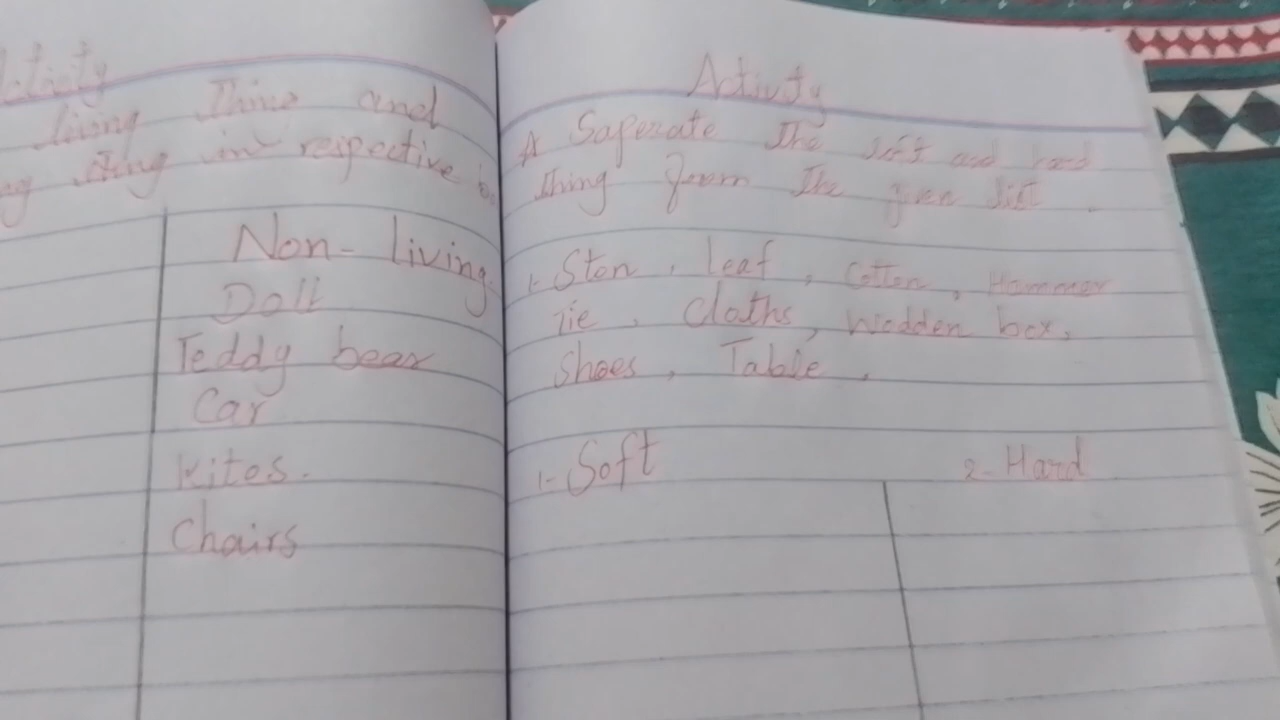 Activity
living thing and
thing in respective
Non-living
Doll
Teddy bear
Car
Kites.
Chairs
Activity
A Saperate The soft and hard
thing from The given list.
1- Ston, leaf, Cotton, Hammer
Tie, Cloths, Wodden box,
Shoes, Table,
1- Soft 2- Hard